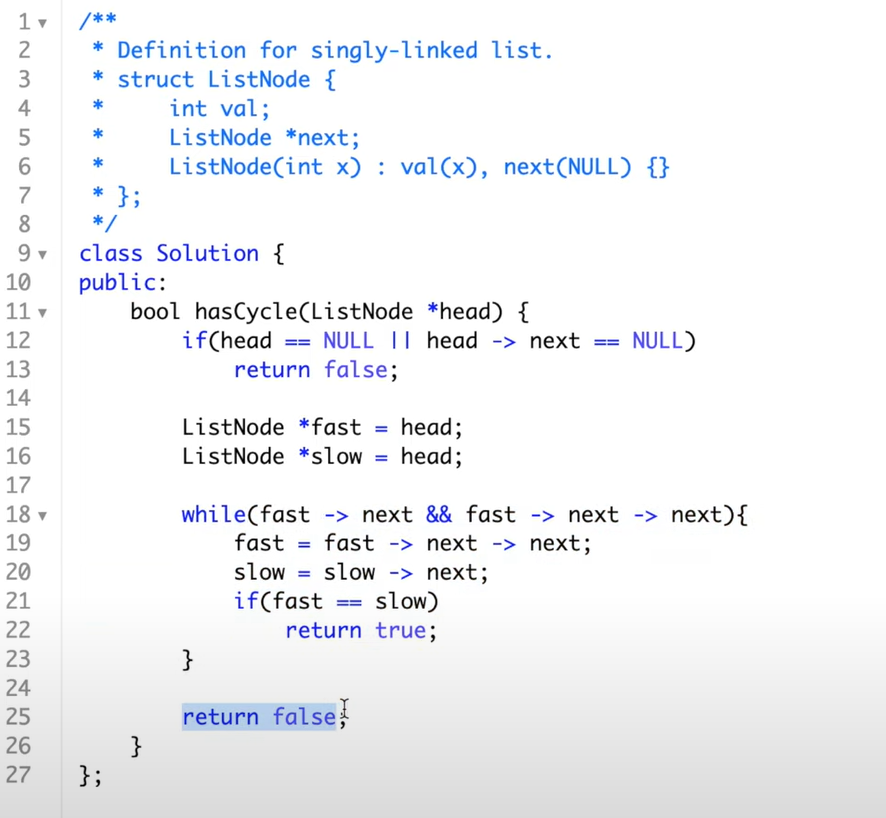 1 /**
2  * Definition for singly-linked list.
3  * struct ListNode {
4  *     int val;
5  *     ListNode *next;
6  *     ListNode(int x) : val(x), next(NULL) {}
7  * };
8  */
9 class Solution {
10 public:
11     bool hasCycle(ListNode *head) {
12         if(head == NULL || head -> next == NULL)
13             return false;
14
15         ListNode *fast = head;
16         ListNode *slow = head;
17
18         while(fast -> next && fast -> next -> next){
19             fast = fast -> next -> next;
20             slow = slow -> next;
21             if(fast == slow)
22                 return true;
23         }
24
25         return false;
26     }
27 };